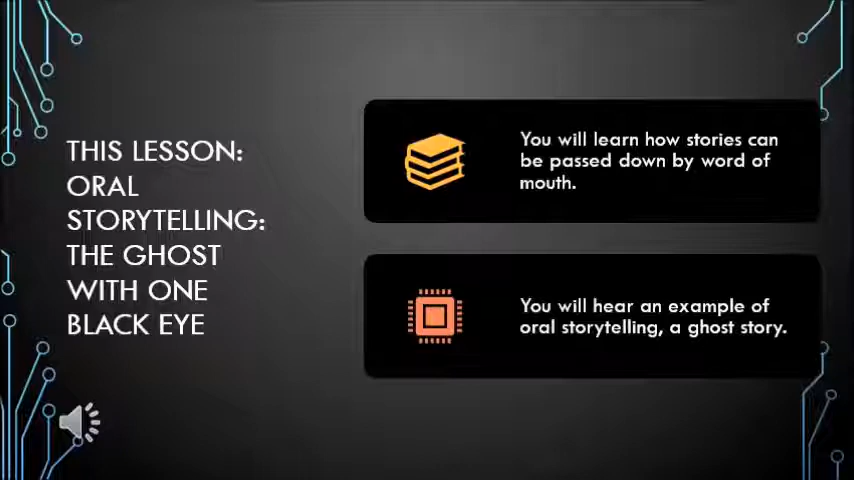 THIS LESSON:
ORAL
STORYTELLING:
THE GHOST
WITH ONE
BLACK EYE
You will learn how stories can
be passed down by word of
mouth.
You will hear an example of
oral storytelling, a ghost story.